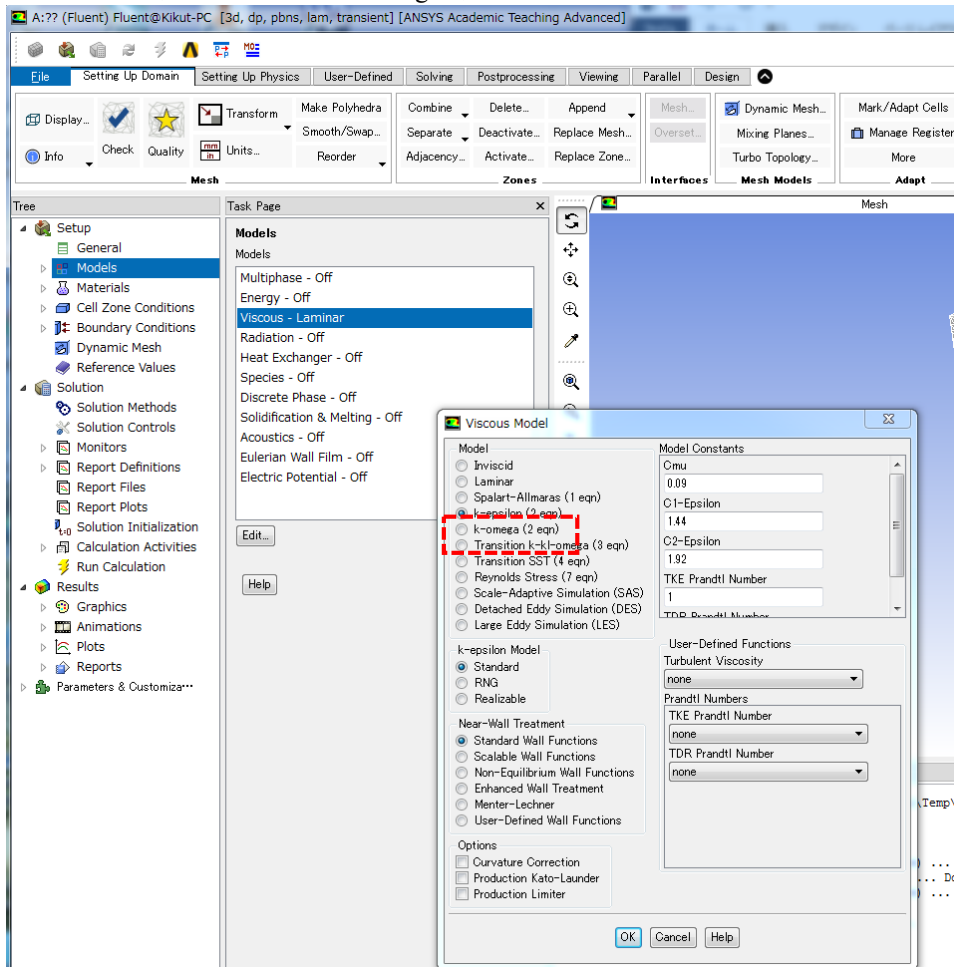 A:?? (Fluent) Fluent@Kikut-PC [3d, dp, pbns, lam, transient] [ANSYS Academic Teaching Advanced]
File Setting Up Domain Setting Up Physics User-Defined Solving Postprocessing Viewing Parallel Design
Display... Transform Make Polyhedra Combine Delete... Append Mesh... Dynamic Mesh... Mark/Adapt Cells
Smooth/Swap... Separate Deactivate... Replace Mesh... Overset... Mixing Planes... Manage Register
Info Check Quality Units... Reorder Adjacency... Activate... Replace Zone... Turbo Topology... More
Mesh Zones Interfaces Mesh Models Adapt
Tree
Setup
General
Models
Materials
Cell Zone Conditions
Boundary Conditions
Dynamic Mesh
Reference Values
Solution
Solution Methods
Solution Controls
Monitors
Report Definitions
Report Files
Report Plots
Solution Initialization
Calculation Activities
Run Calculation
Results
Graphics
Animations
Plots
Reports
Parameters & Customiza···
Task Page
Models
Models
Multiphase - Off
Energy - Off
Viscous - Laminar
Radiation - Off
Heat Exchanger - Off
Species - Off
Discrete Phase - Off
Solidification & Melting - Off
Acoustics - Off
Eulerian Wall Film - Off
Electric Potential - Off
Edit...
Help
Mesh
Viscous Model
Model
Inviscid
Laminar
Spalart-Allmaras (1 eqn)
k-epsilon (2 eqn)
k-omega (2 eqn)
Transition k-kl-omega (3 eqn)
Transition SST (4 eqn)
Reynolds Stress (7 eqn)
Scale-Adaptive Simulation (SAS)
Detached Eddy Simulation (DES)
Large Eddy Simulation (LES)
k-epsilon Model
Standard
RNG
Realizable
Near-Wall Treatment
Standard Wall Functions
Scalable Wall Functions
Non-Equilibrium Wall Functions
Enhanced Wall Treatment
Menter-Lechner
User-Defined Wall Functions
Options
Curvature Correction
Production Kato-Launder
Production Limiter
Model Constants
Cmu
0.09
C1-Epsilon
1.44
C2-Epsilon
1.92
TKE Prandtl Number
1
TDR Prandtl Number
User-Defined Functions
Turbulent Viscosity
none
Prandtl Numbers
TKE Prandtl Number
none
TDR Prandtl Number
none
OK Cancel Help
\Temp\
) ...
... Do
) ...